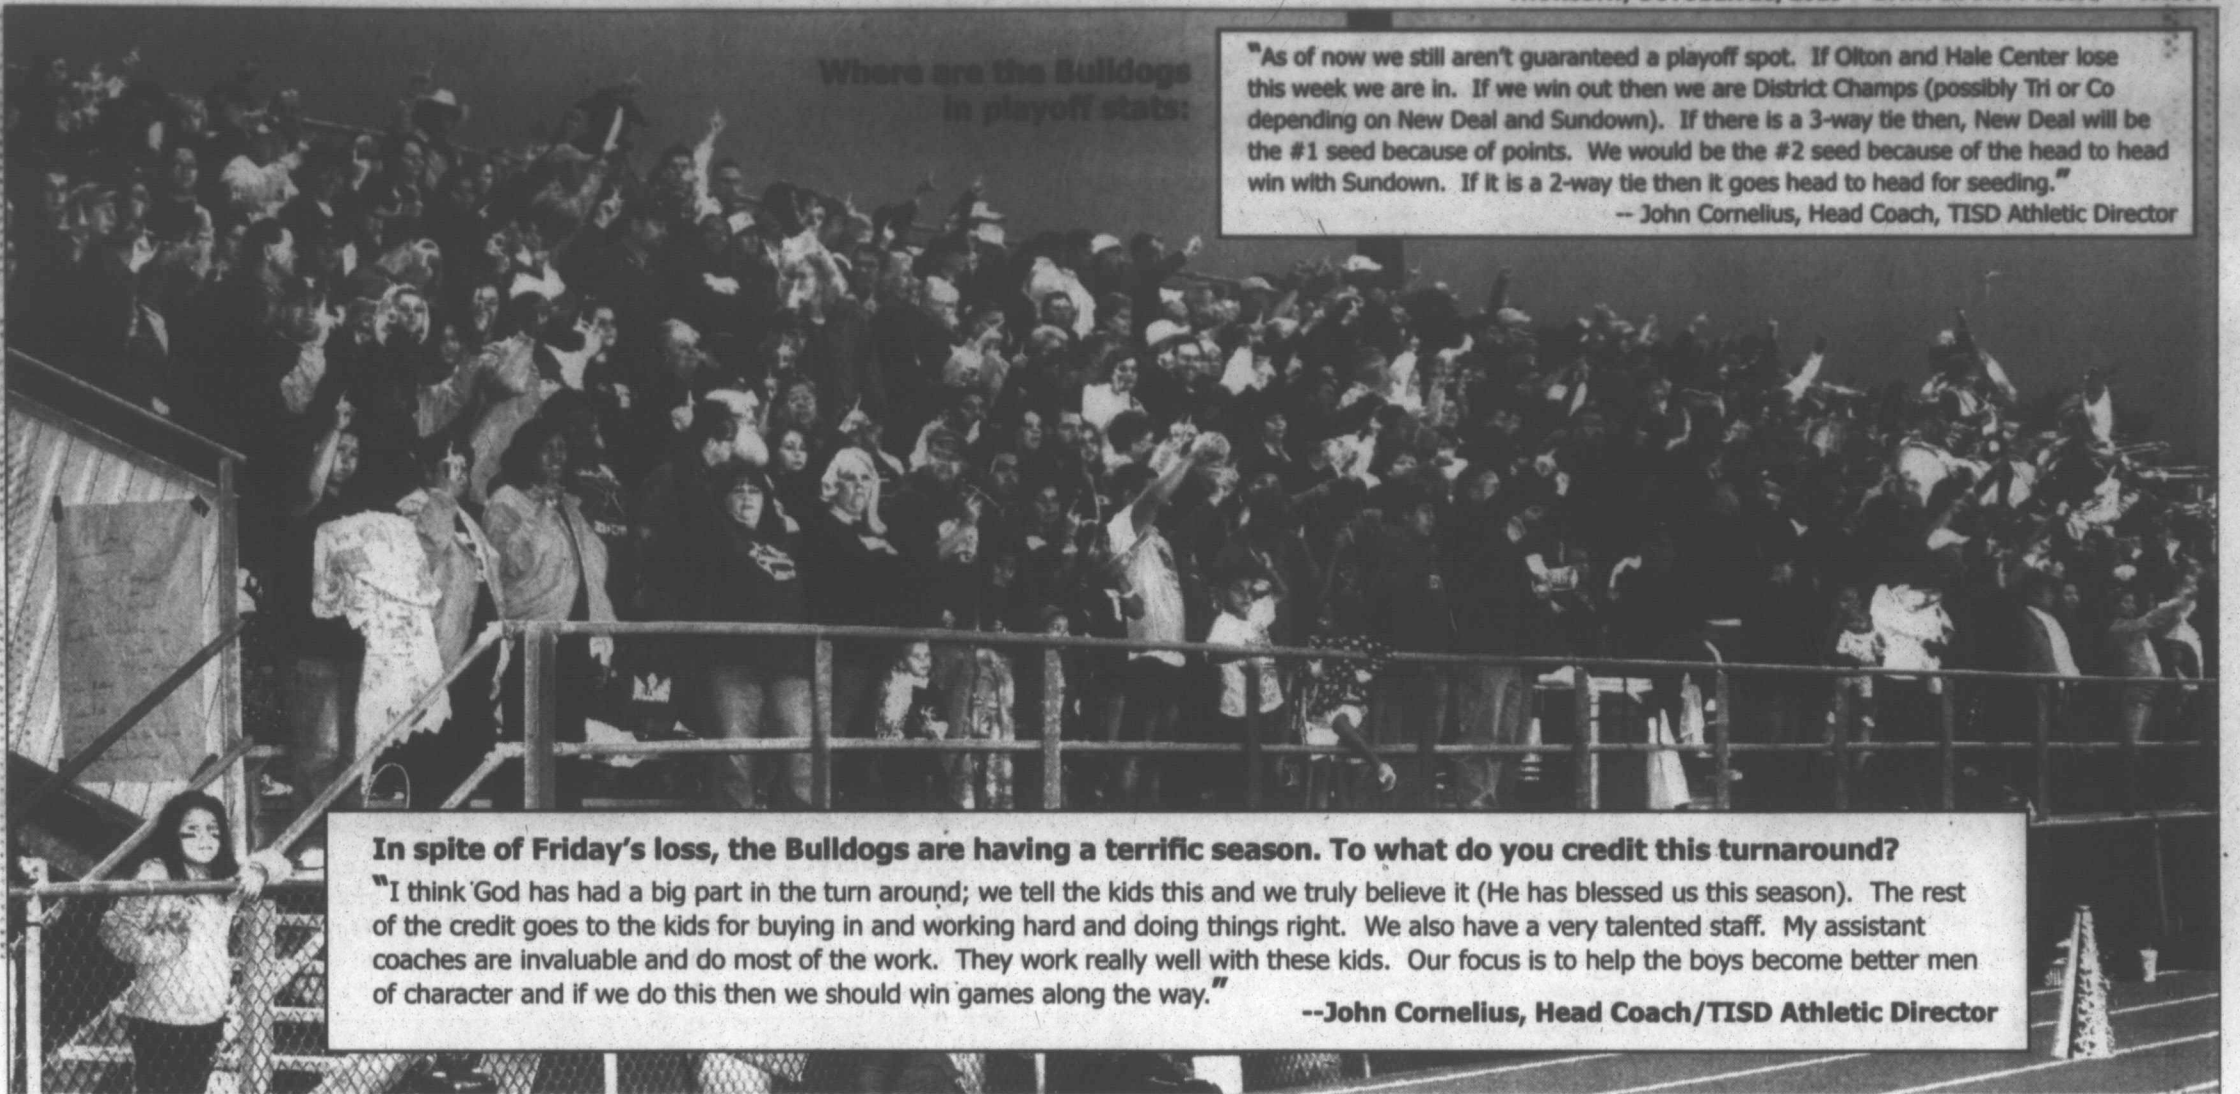 Where are the Bulldogs
in playoff stats:
"As of now we still aren't guaranteed a playoff spot. If Olton and Hale Center lose
this week we are in. If we win out then we are District Champs (possibly Tri or Co
depending on New Deal and Sundown). If there is a 3-way tie then, New Deal will be
the #1 seed because of points. We would be the #2 seed because of the head to head
win with Sundown. If it is a 2-way tie then it goes head to head for seeding."
-- John Cornelius, Head Coach, TISD Athletic Director
In spite of Friday's loss, the Bulldogs are having a terrific season. To what do you credit this turnaround?
"I think God has had a big part in the turn around; we tell the kids this and we truly believe it (He has blessed us this season). The rest
of the credit goes to the kids for buying in and working hard and doing things right. We also have a very talented staff. My assistant
coaches are invaluable and do most of the work. They work really well with these kids. Our focus is to help the boys become better men
of character and if we do this then we should win games along the way."
--John Cornelius, Head Coach/TISD Athletic Director